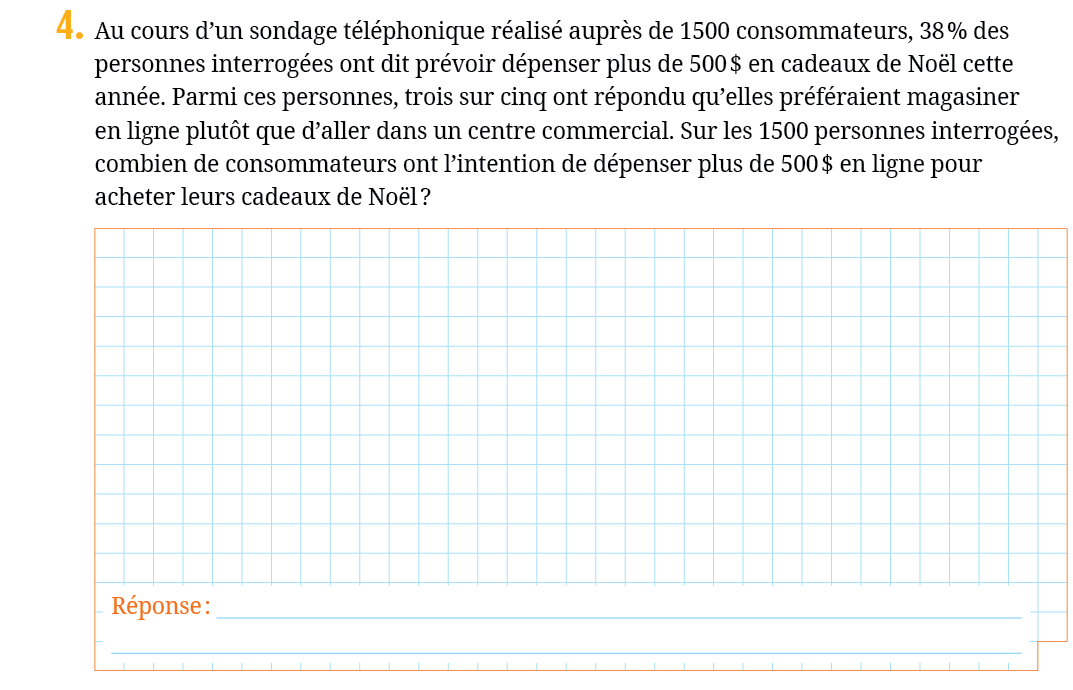 4. Au cours d’un sondage téléphonique réalisé auprès de 1500 consommateurs, 38 % des
personnes interrogées ont dit prévoir dépenser plus de 500 $ en cadeaux de Noël cette
année. Parmi ces personnes, trois sur cinq ont répondu qu’elles préféraient magasiner
en ligne plutôt que d’aller dans un centre commercial. Sur les 1500 personnes interrogées,
combien de consommateurs ont l’intention de dépenser plus de 500 $ en ligne pour
acheter leurs cadeaux de Noël ?
Réponse :